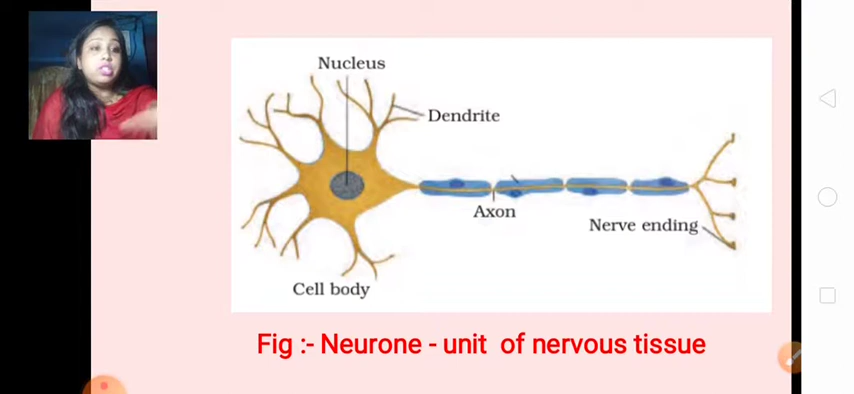 Nucleus
Dendrite
Axon
Nerve ending
Cell body
Fig :- Neurone - unit of nervous tissue